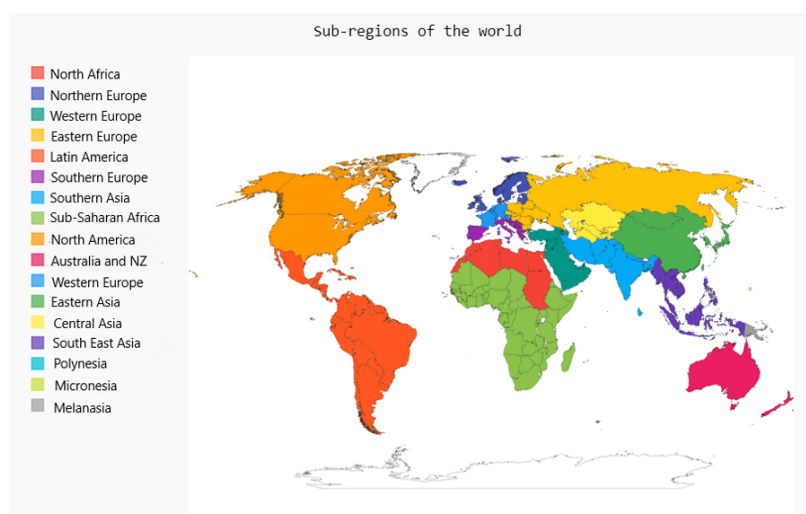 Sub-regions of the world
North Africa
Northern Europe
Western Europe
Eastern Europe
Latin America
Southern Europe
Southern Asia
Sub-Saharan Africa
North America
Australia and NZ
Western Europe
Eastern Asia
Central Asia
South East Asia
Polynesia
Micronesia
Melanasia